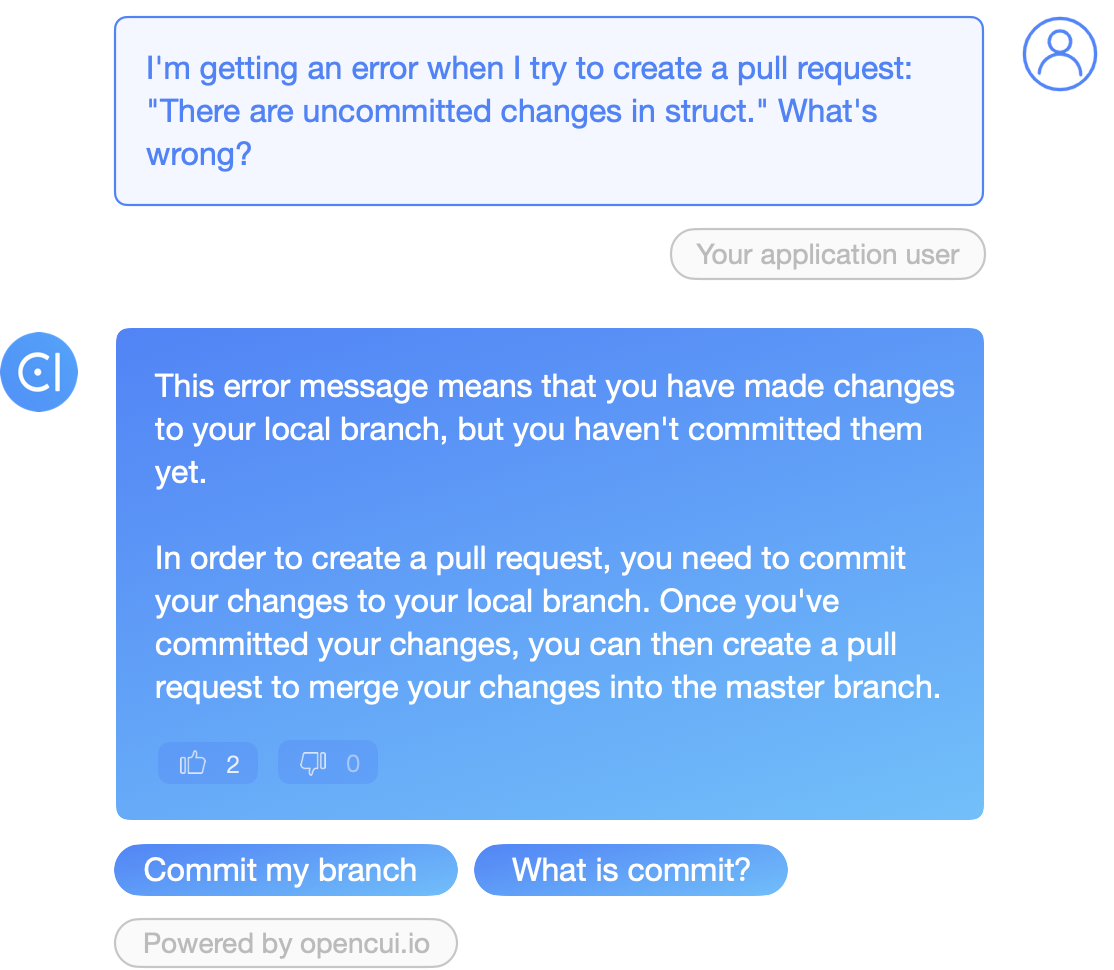 I'm getting an error when I try to create a pull request:
"There are uncommitted changes in struct." What's
wrong?
Your application user
CI
This error message means that you have made changes
to your local branch, but you haven't committed them
yet.
In order to create a pull request, you need to commit
your changes to your local branch. Once you've
committed your changes, you can then create a pull
request to merge your changes into the master branch.
2
0
Commit my branch
What is commit?
Powered by opencui.io